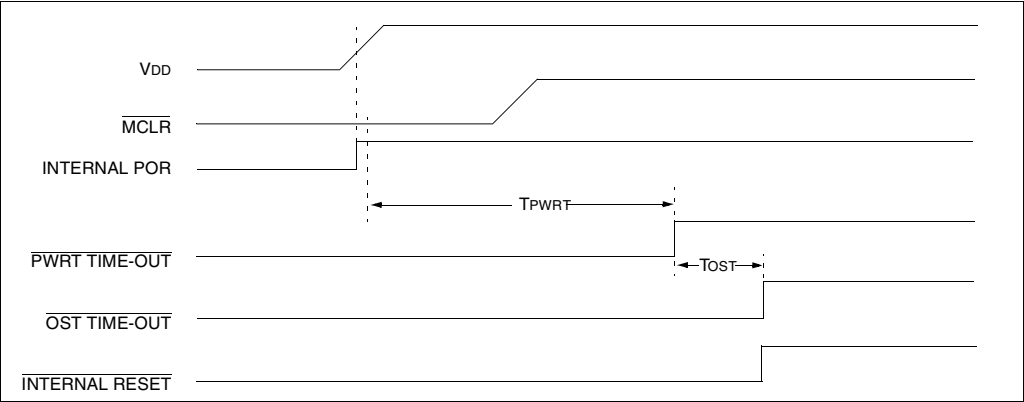 VDD
MCLR
INTERNAL POR
TPWRT
PWRT TIME-OUT
TOST
OST TIME-OUT
INTERNAL RESET